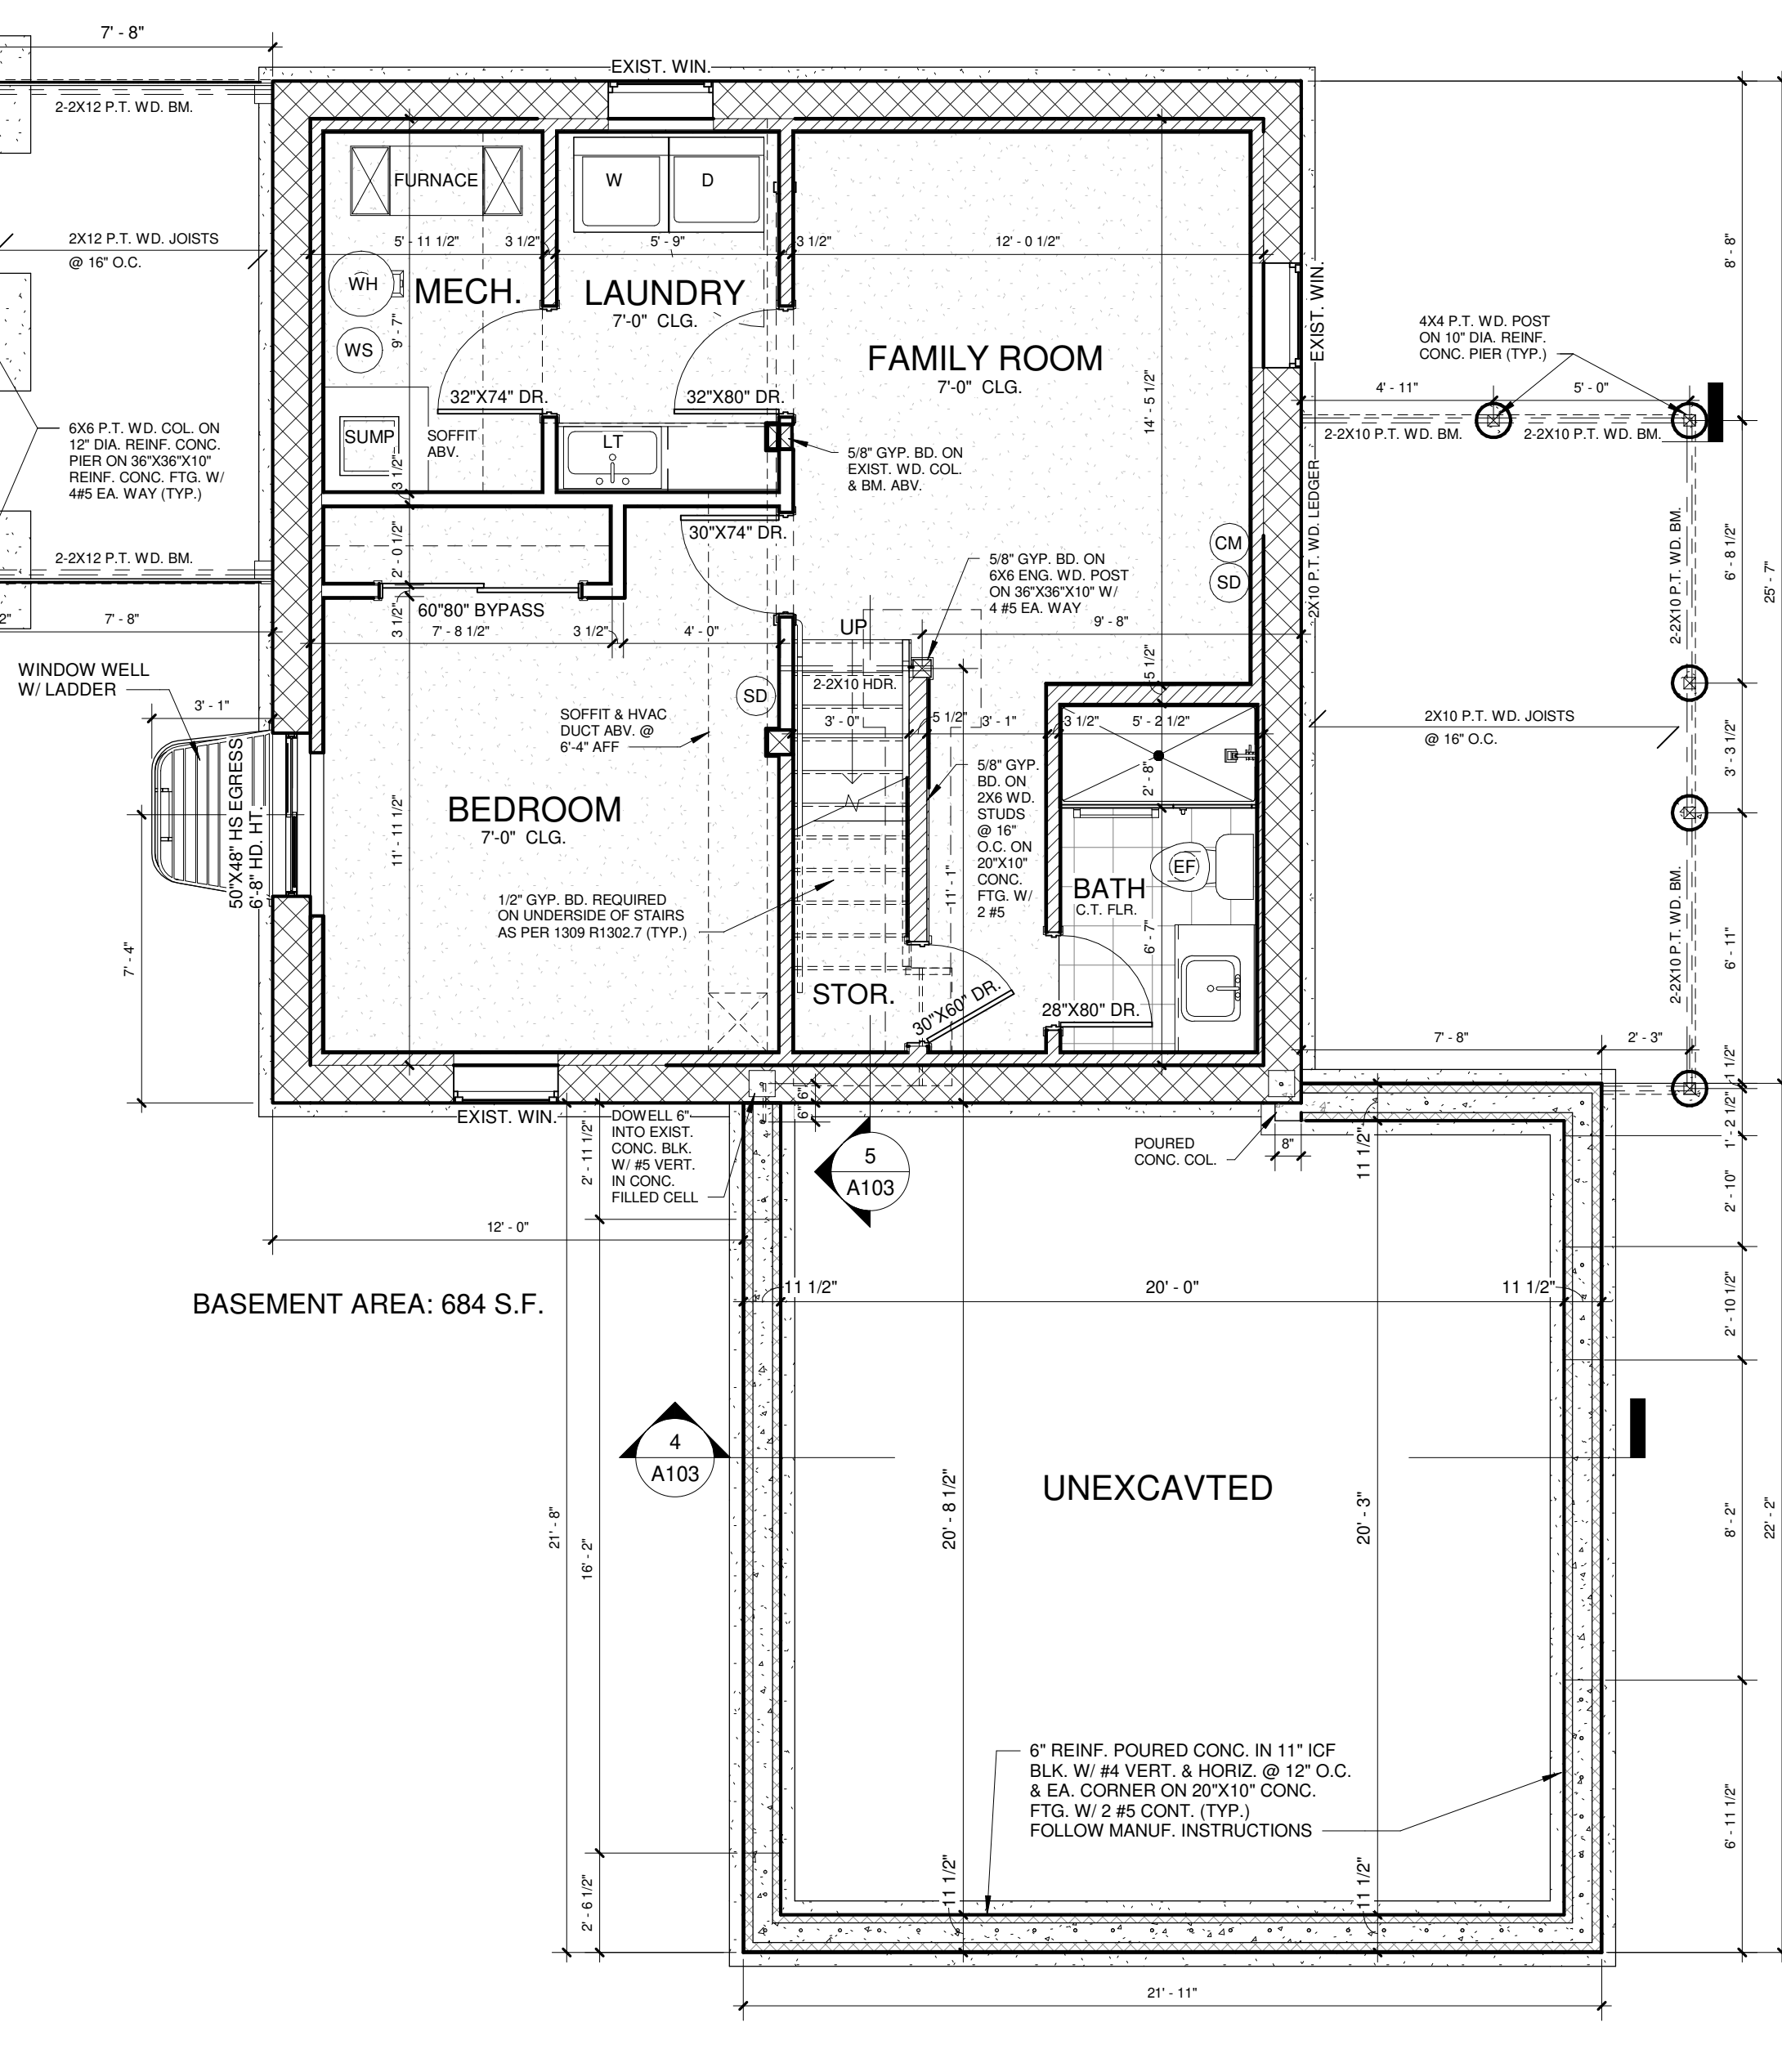 7' - 8"
EXIST. WIN.
2-2X12 P.T. WD. BM.
FURNACE
W
D
2X12 P.T. WD. JOISTS
@ 16" O.C.
5' - 11 1/2"
3 1/2"
5' - 9"
3 1/2"
12' - 0 1/2"
8' - 8"
WH
MECH.
LAUNDRY
7'-0" CLG.
EXIST. WIN.
9' - 7"
WS
FAMILY ROOM
7'-0" CLG.
4X4 P.T. WD. POST
ON 10" DIA. REINF.
CONC. PIER (TYP.)
32"X74" DR.
32"X80" DR.
14' - 5 1/2"
4' - 11"
5' - 0"
6X6 P.T. WD. COL. ON
12" DIA. REINF. CONC.
PIER ON 36"X36"X10"
REINF. CONC. FTG. W/
4#5 EA. WAY (TYP.)
SUMP
SOFFIT
ABV.
LT
2-2X10 P.T. WD. BM.
2-2X10 P.T. WD. BM.
5/8" GYP. BD. ON
EXIST. WD. COL.
& BM. ABV.
3 1/2"
2X10 P.T. WD. LEDGER
30"X74" DR.
2' - 0 1/2"
CM
SD
2-2X12 P.T. WD. BM.
5/8" GYP. BD. ON
6X6 ENG. WD. POST
ON 36"X36"X10" W/
4 #5 EA. WAY
2-2X10 P.T. WD. BM.
6' - 8 1/2"
25' - 7"
2"
7' - 8"
60"80" BYPASS
3 1/2"
7' - 8 1/2"
3 1/2"
4' - 0"
UP
9' - 8"
WINDOW WELL
W/ LADDER
3' - 1"
SD
2-2X10 HDR.
5 1/2"
SOFFIT & HVAC
DUCT ABV. @
6'-4" AFF
3' - 0"
5 1/2"
3' - 1"
3 1/2"
5' - 2 1/2"
2X10 P.T. WD. JOISTS
@ 16" O.C.
3' - 3 1/2"
50"X48" HS EGRESS
6'-8" HD. HT.
2' - 8"
5/8" GYP.
BD. ON
2X6 WD.
STUDS
@ 16"
O.C. ON
20"X10"
CONC.
FTG. W/
2 #5
BEDROOM
7'-0" CLG.
11' - 11 1/2"
EF
BATH
C.T. FLR.
11' - 1"
1/2" GYP. BD. REQUIRED
ON UNDERSIDE OF STAIRS
AS PER 1309 R1302.7 (TYP.)
6' - 7"
2-2X10 P.T. WD. BM.
6' - 11"
7' - 4"
STOR.
30"X60" DR.
28"X80" DR.
7' - 8"
2' - 3"
1 1/2"
EXIST. WIN.
DOWELL 6"
INTO EXIST.
CONC. BLK.
W/ #5 VERT.
IN CONC.
FILLED CELL
6"
6"
2' - 11 1/2"
5
A103
POURED
CONC. COL.
8"
11 1/2"
1' - 2 1/2"
2' - 10"
12' - 0"
BASEMENT AREA: 684 S.F.
11 1/2"
20' - 0"
11 1/2"
2' - 10 1/2"
4
A103
UNEXCAVTED
21' - 8"
16' - 2"
20' - 8 1/2"
20' - 3"
8' - 2"
22' - 2"
6" REINF. POURED CONC. IN 11" ICF
BLK. W/ #4 VERT. & HORIZ. @ 12" O.C.
& EA. CORNER ON 20"X10" CONC.
FTG. W/ 2 #5 CONT. (TYP.)
FOLLOW MANUF. INSTRUCTIONS
6' - 11 1/2"
2' - 6 1/2"
11 1/2"
11 1/2"
21' - 11"